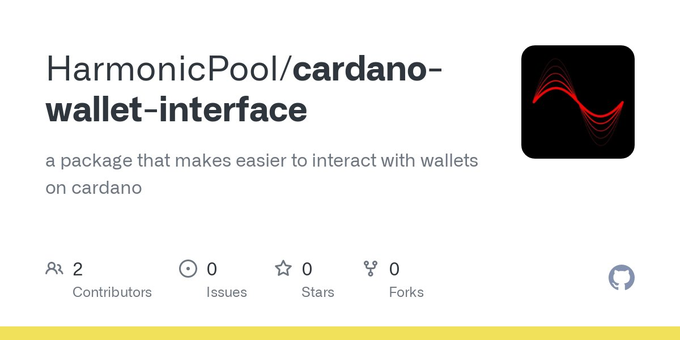 HarmonicPool/cardano-
wallet-interface
a package that makes easier to interact with wallets
on cardano
2
Contributors
0
Issues
0
Stars
0
Forks